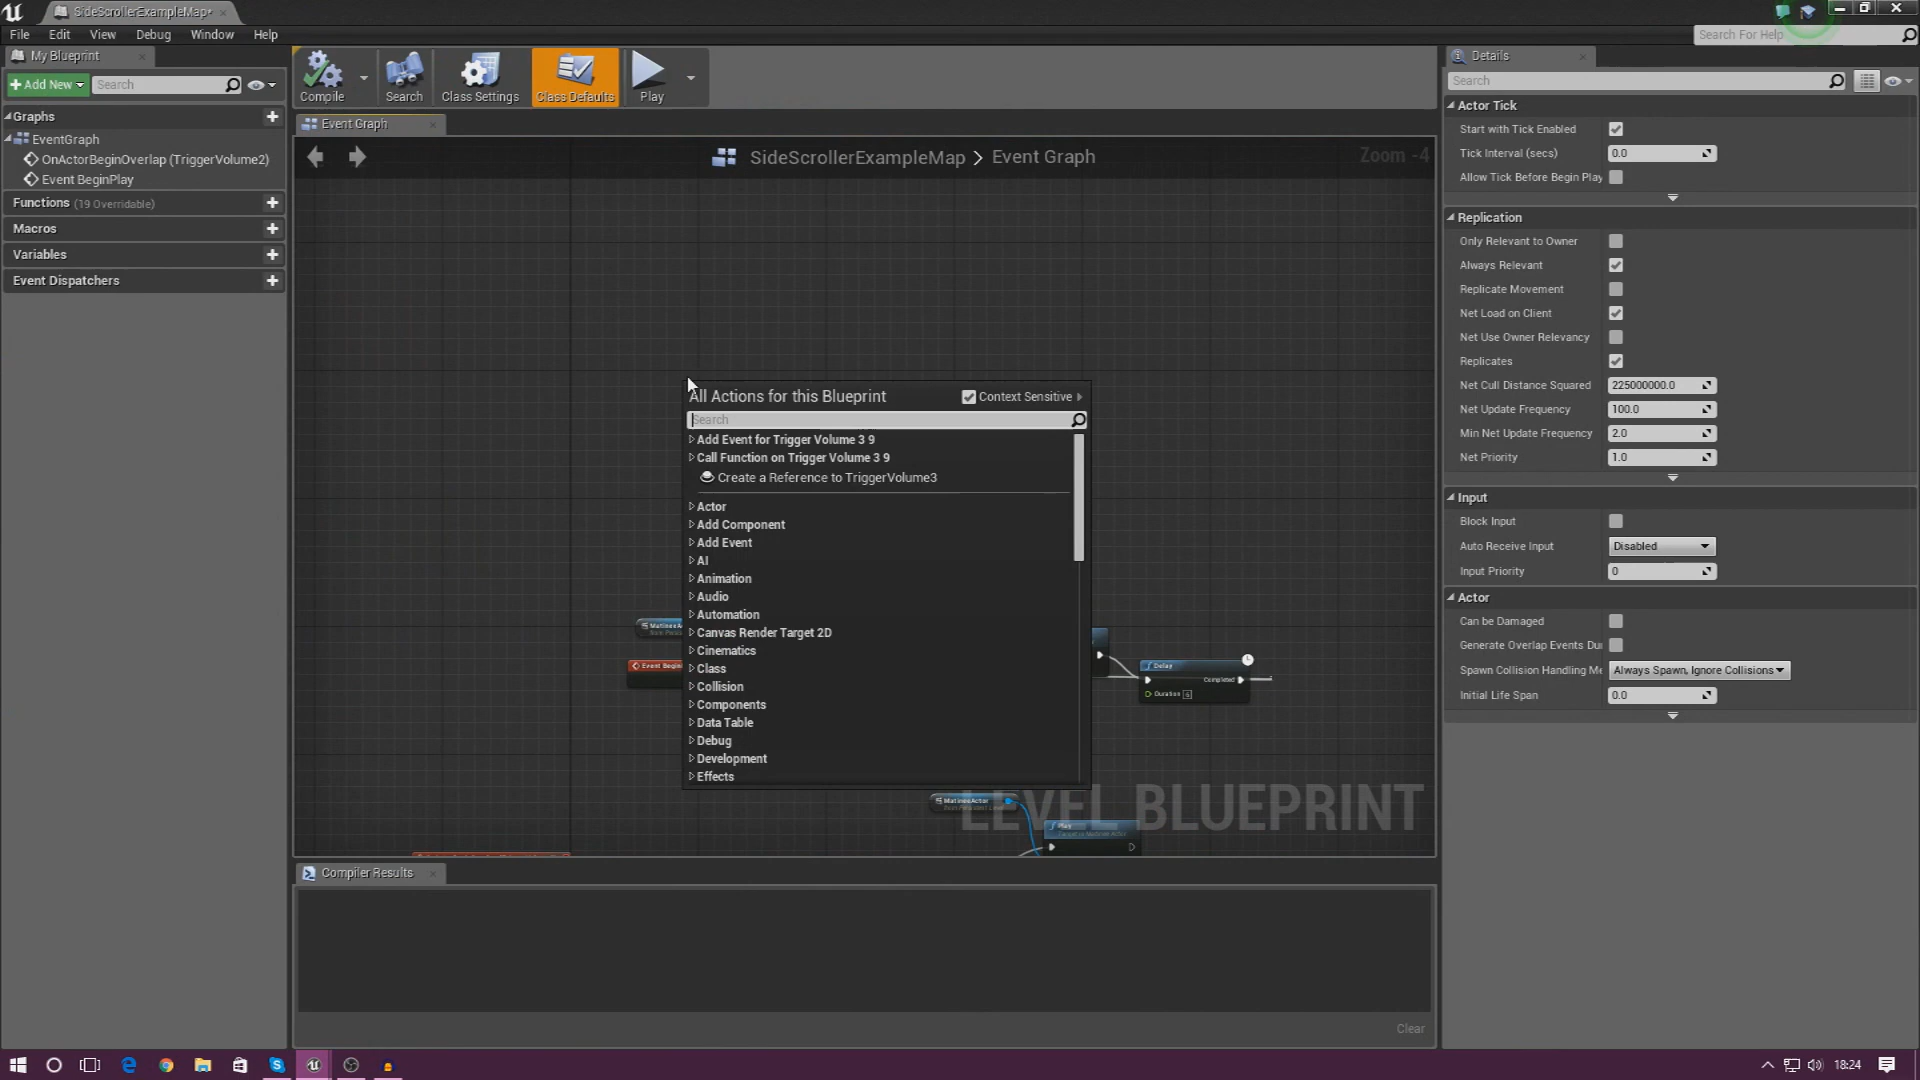 SideScrollerExampleMap*
File Edit View Debug Window Help
Search For Help
My Blueprint
Add New
Search
Graphs
EventGraph
OnActorBeginOverlap (TriggerVolume2)
Event BeginPlay
Functions (19 Overridable)
Macros
Variables
Event Dispatchers
Compile
Search
Class Settings
Class Defaults
Play
Event Graph
SideScrollerExampleMap > Event Graph
Zoom -4
All Actions for this Blueprint
Context Sensitive
Search
Add Event for Trigger Volume 3 9
Call Function on Trigger Volume 3 9
Create a Reference to TriggerVolume3
Actor
Add Component
Add Event
AI
Animation
Audio
Automation
Canvas Render Target 2D
Cinematics
Class
Collision
Components
Data Table
Debug
Development
Effects
Event Begin
Delay
Completed
Duration
MatineeActor
Play
Target is Matinee Actor
LEVEL BLUEPRINT
Compiler Results
Clear
Details
Search
Actor Tick
Start with Tick Enabled
Tick Interval (secs) 0.0
Allow Tick Before Begin Play
Replication
Only Relevant to Owner
Always Relevant
Replicate Movement
Net Load on Client
Net Use Owner Relevancy
Replicates
Net Cull Distance Squared 225000000.0
Net Update Frequency 100.0
Min Net Update Frequency 2.0
Net Priority 1.0
Input
Block Input
Auto Receive Input Disabled
Input Priority 0
Actor
Can be Damaged
Generate Overlap Events Du
Spawn Collision Handling Me Always Spawn, Ignore Collisions
Initial Life Span 0.0
18:24